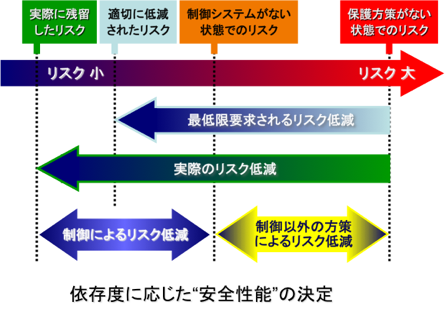 実際に残留
したリスク
適切に低減
されたリスク
制御システムがない
状態でのリスク
保護方策がない
状態でのリスク
リスク 小
リスク 大
最低限要求されるリスク低減
実際のリスク低減
制御によるリスク低減
制御以外の方策
によるリスク低減
依存度に応じた“安全性能”の決定